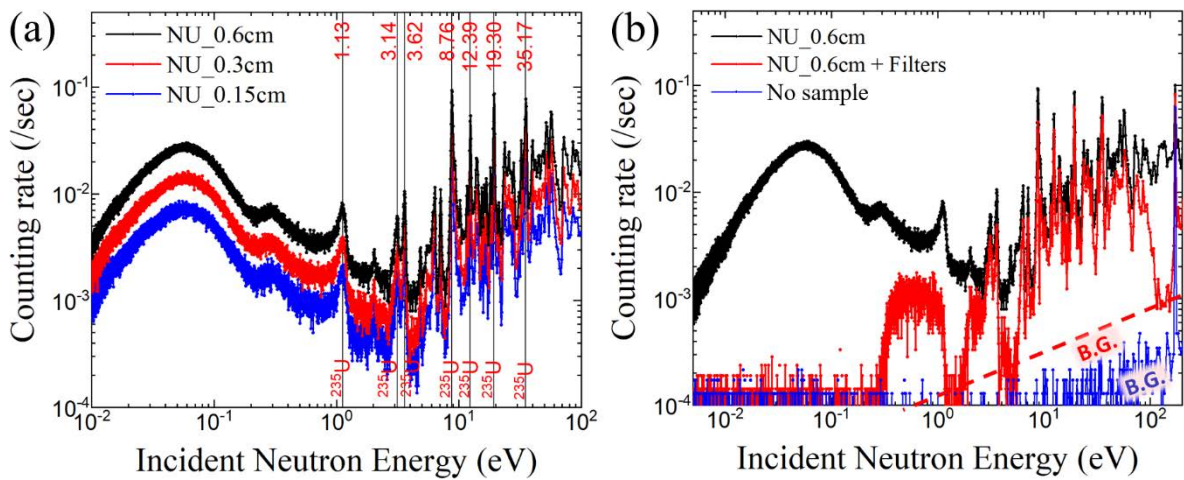 (a)
NU_0.6cm
NU_0.3cm
NU_0.15cm
1.13
3.14
3.62
8.76
12.39
19.30
35.17
²³⁵U
²³⁵U
²³⁵U
²³⁵U
²³⁵U
²³⁵U
²³⁵U
Counting rate (/sec)
10⁻¹
10⁻²
10⁻³
10⁻⁴
10⁻² 10⁻¹ 10⁰ 10¹ 10²
Incident Neutron Energy (eV)
(b)
NU_0.6cm
NU_0.6cm + Filters
No sample
B.G.
B.G.
Counting rate (/sec)
10⁻¹
10⁻²
10⁻³
10⁻⁴
10⁻² 10⁻¹ 10⁰ 10¹ 10²
Incident Neutron Energy (eV)